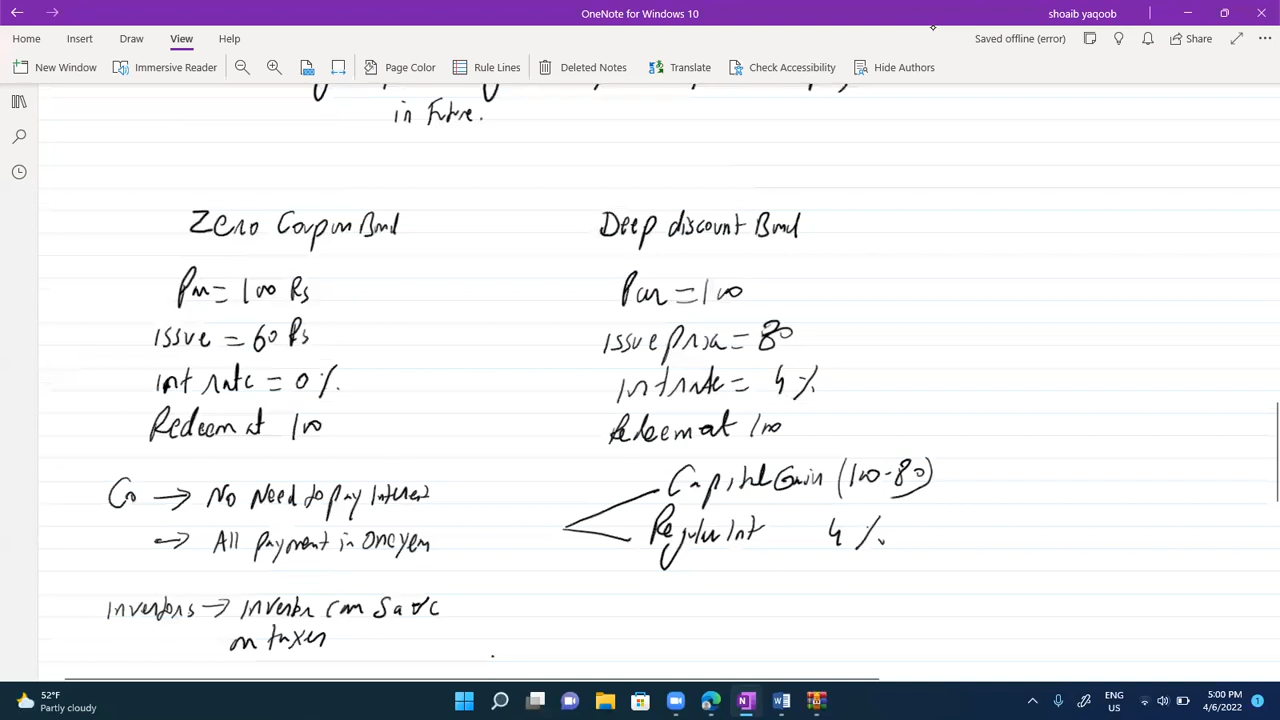 OneNote for Windows 10
shoaib yaqoob
Home Insert Draw View Help
Saved offline (error)
Share
New Window Immersive Reader Page Color Rule Lines Deleted Notes Translate Check Accessibility Hide Authors
in Future.
Zero Coupon Bond
Par = 100 Rs
Issue = 60 Rs
Int rate = 0 %
Redeem at 100
Co → No Need to pay Interest
→ All payment in One year
Investors → Investor Can Save
on taxes
Deep discount Bond
Par = 100
Issue price = 80
Int rate = 4 %
Redeem at 100
Capital Gain (100-80)
Regular Int 4 %
52°F
Partly cloudy
ENG
US
5:00 PM
4/6/2022